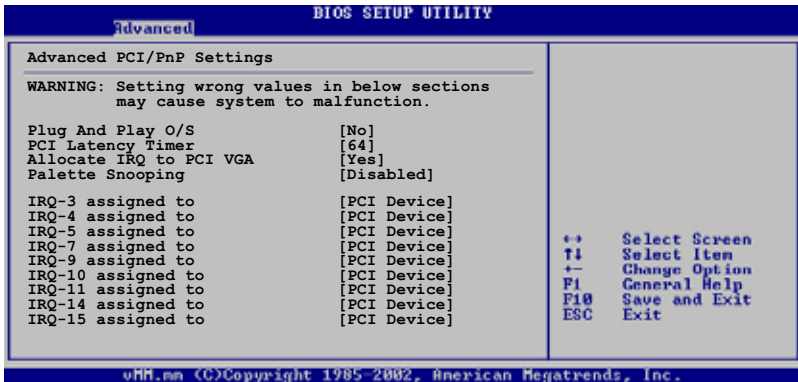 BIOS SETUP UTILITY
Advanced
Advanced PCI/PnP Settings
WARNING: Setting wrong values in below sections
may cause system to malfunction.
Plug And Play O/S [No]
PCI Latency Timer [64]
Allocate IRQ to PCI VGA [Yes]
Palette Snooping [Disabled]
IRQ-3 assigned to [PCI Device]
IRQ-4 assigned to [PCI Device]
IRQ-5 assigned to [PCI Device]
IRQ-7 assigned to [PCI Device]
IRQ-9 assigned to [PCI Device]
IRQ-10 assigned to [PCI Device]
IRQ-11 assigned to [PCI Device]
IRQ-14 assigned to [PCI Device]
IRQ-15 assigned to [PCI Device]
↔ Select Screen
↑↓ Select Item
+- Change Option
F1 General Help
F10 Save and Exit
ESC Exit
vMM.mm (C)Copyright 1985-2002, American Megatrends, Inc.